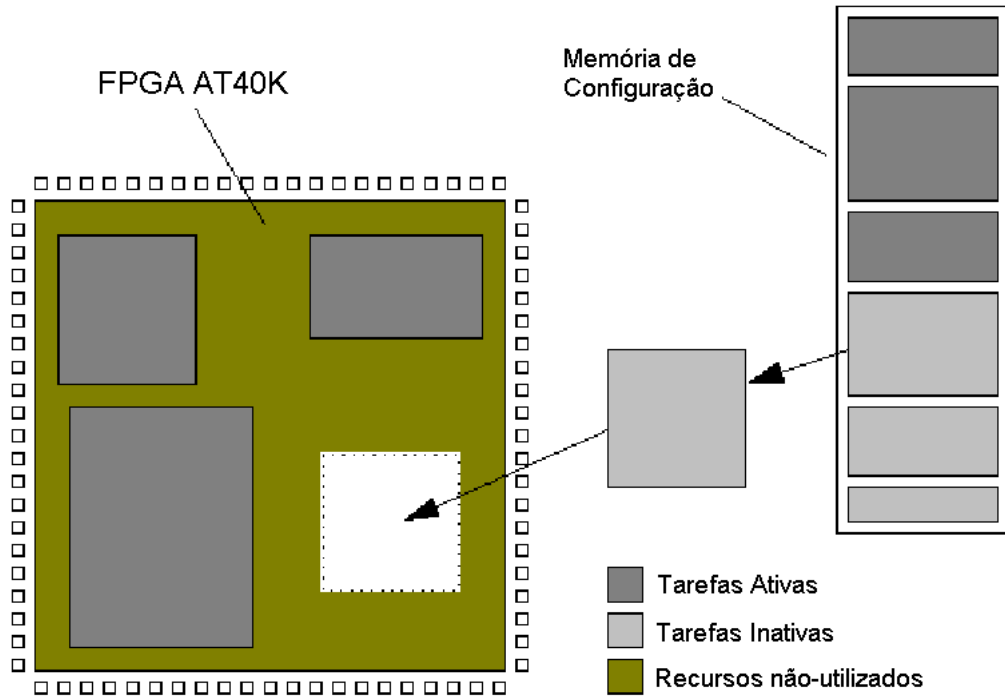 FPGA AT40K
Memória de
Configuração
Tarefas Ativas
Tarefas Inativas
Recursos não-utilizados